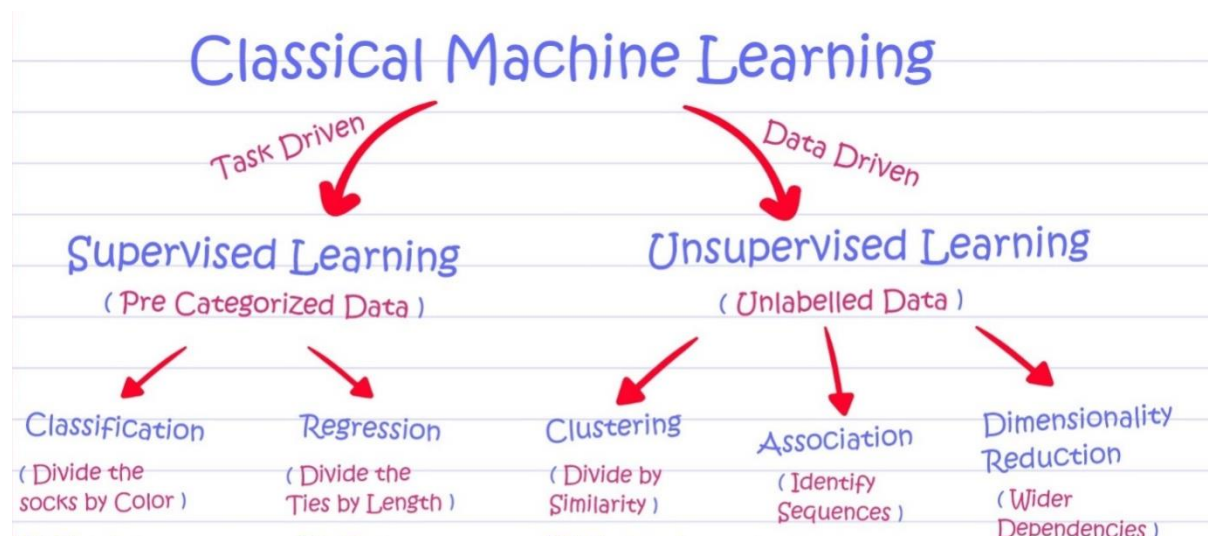 Classical Machine Learning
Task Driven
Data Driven
Supervised Learning
( Pre Categorized Data )
Unsupervised Learning
( Unlabelled Data )
Classification
( Divide the
socks by Color )
Regression
( Divide the
Ties by Length )
Clustering
( Divide by
Similarity )
Association
( Identify
Sequences )
Dimensionality
Reduction
( Wider
Dependencies )